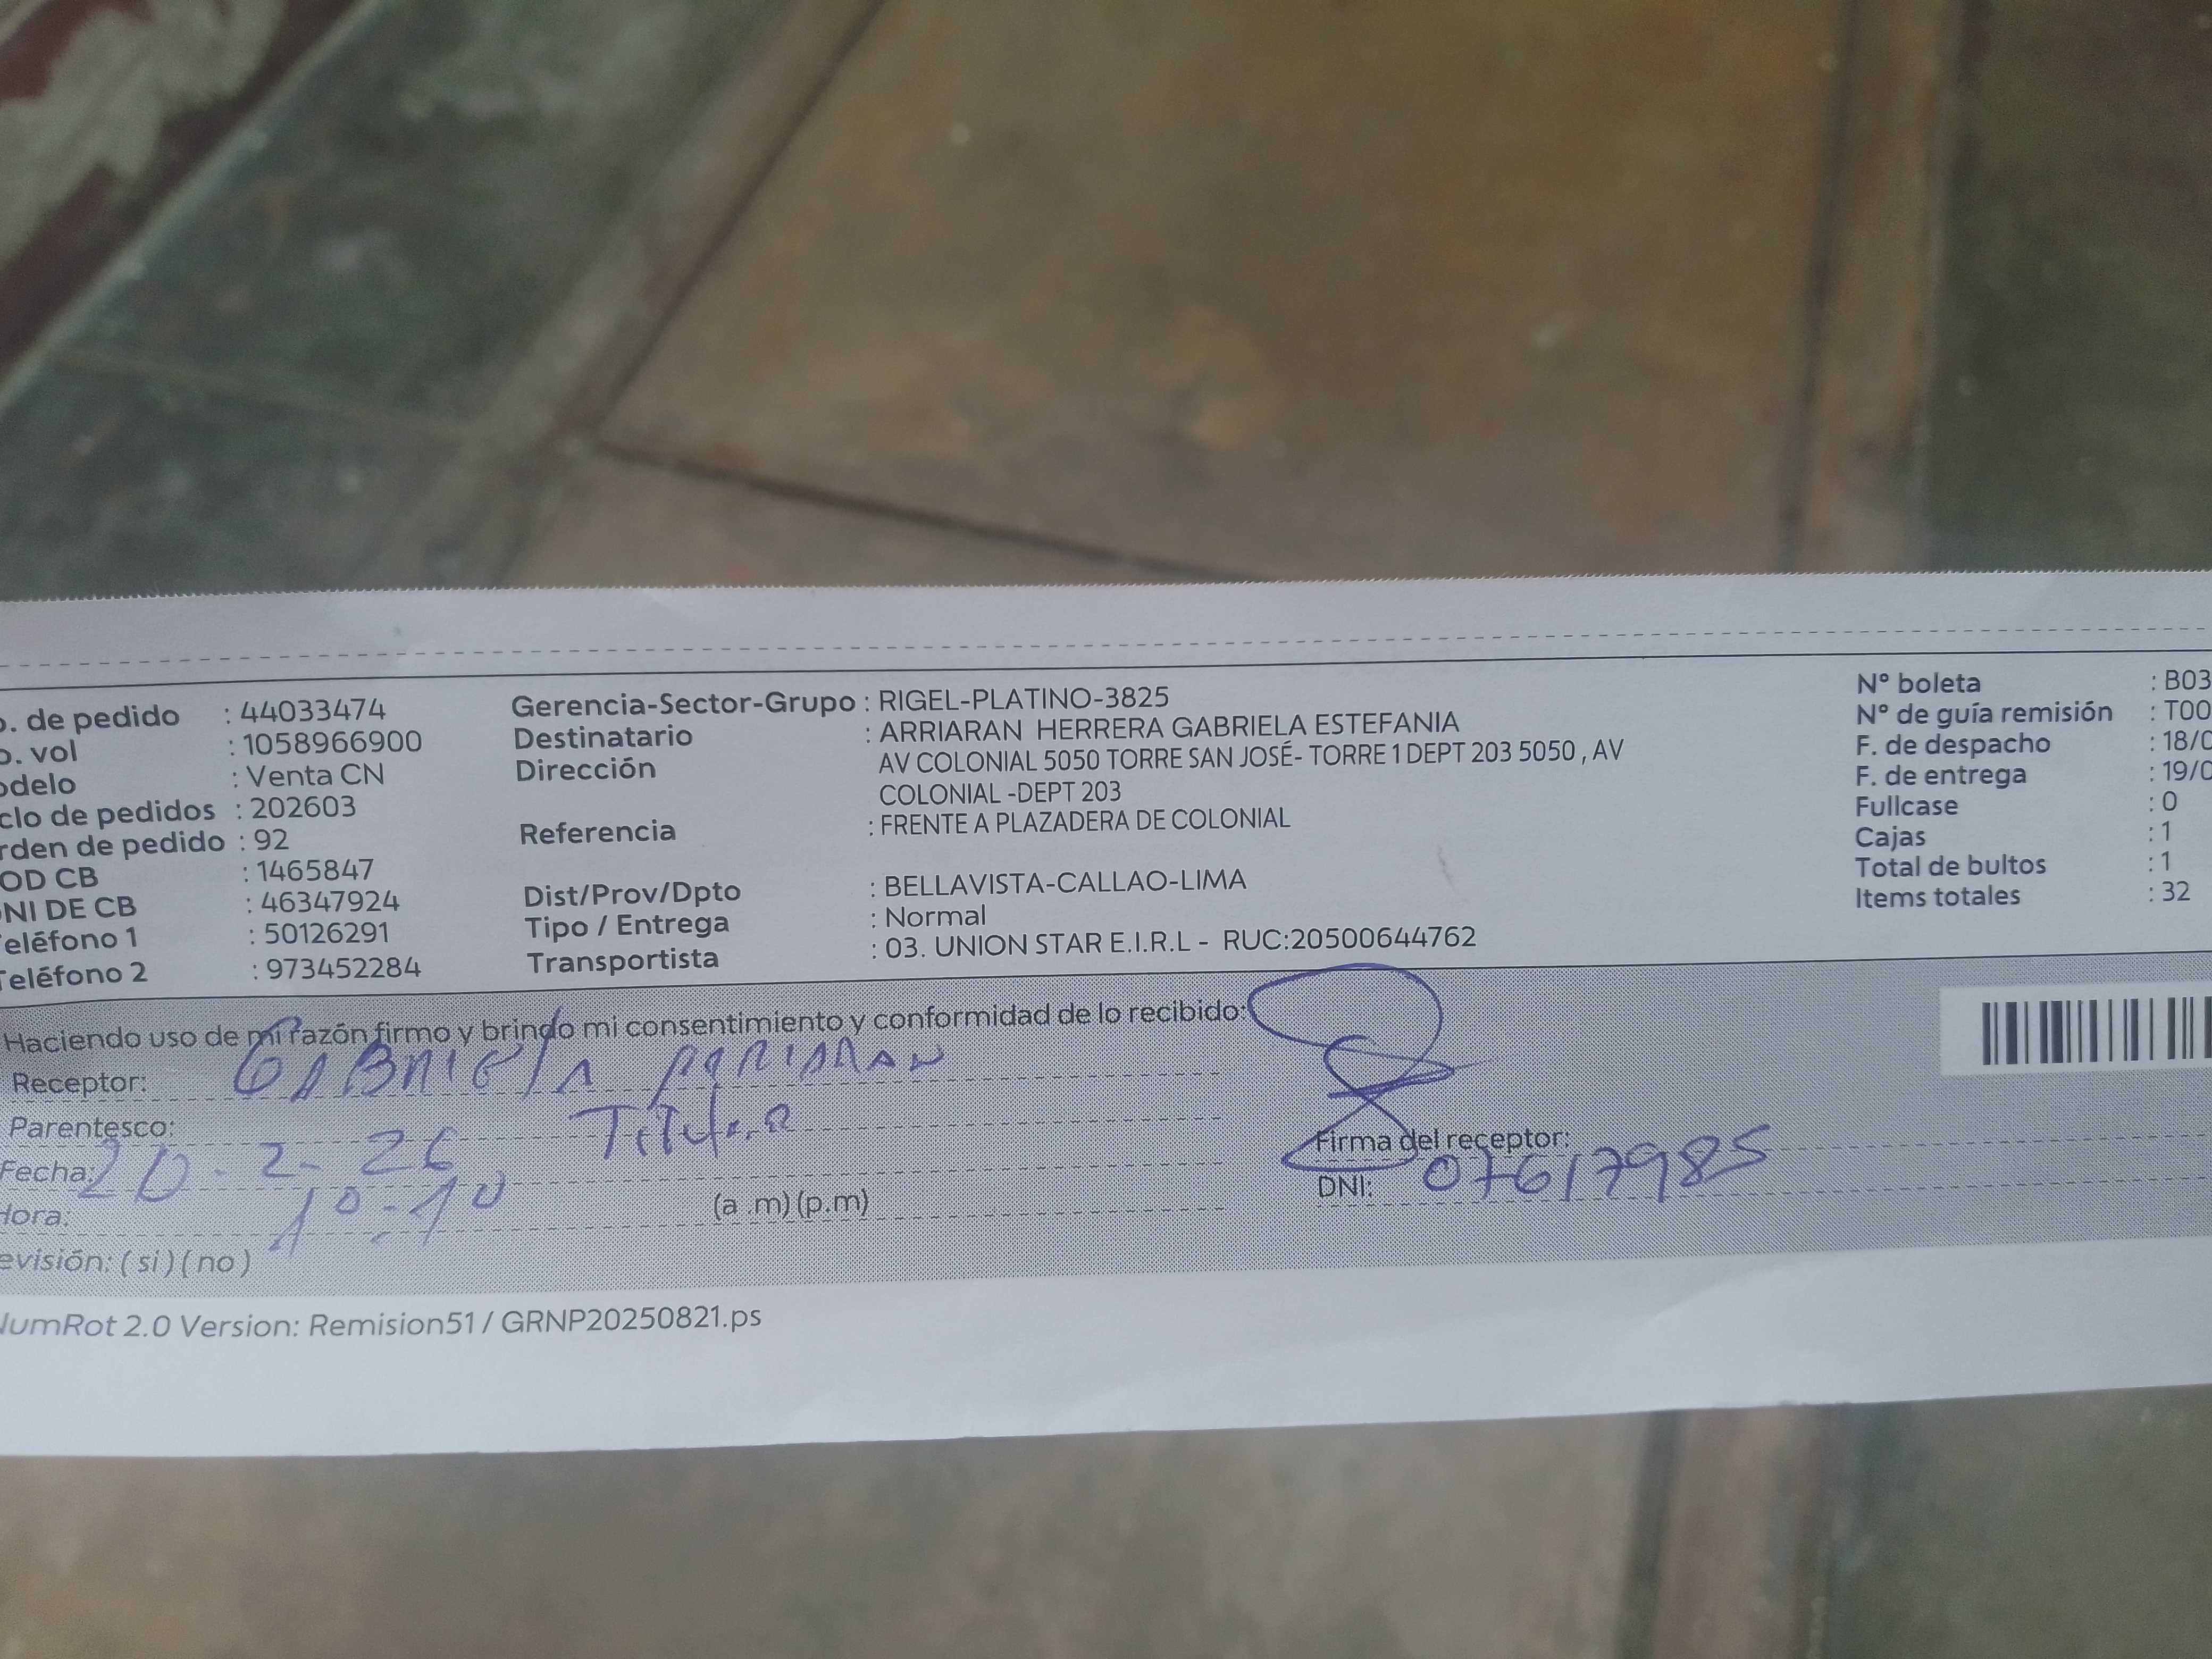 o. de pedido : 44033474
o. vol : 1058966900
odelo : Venta CN
clo de pedidos : 202603
rden de pedido : 92
OD CB : 1465847
NI DE CB : 46347924
eléfono 1 : 50126291
Teléfono 2 : 973452284
Gerencia-Sector-Grupo : RIGEL-PLATINO-3825
Destinatario : ARRIARAN HERRERA GABRIELA ESTEFANIA
Dirección AV COLONIAL 5050 TORRE SAN JOSÉ- TORRE 1 DEPT 203 5050 , AV
COLONIAL -DEPT 203
Referencia : FRENTE A PLAZADERA DE COLONIAL
Dist/Prov/Dpto : BELLAVISTA-CALLAO-LIMA
Tipo / Entrega : Normal
Transportista : 03. UNION STAR E.I.R.L - RUC:20500644762
Nº boleta : B03
Nº de guía remisión : T00
F. de despacho : 18/0
F. de entrega : 19/0
Fullcase : 0
Cajas : 1
Total de bultos : 1
Items totales : 32
Haciendo uso de mi razón firmo y brindo mi consentimiento y conformidad de lo recibido:
Receptor: GABRIELA ARRIARAN
Parentesco: Titular
Fecha: 20-2-26
Hora: 10-10 (a .m) (p.m)
evisión: ( si ) ( no )
Firma del receptor:
DNI: 07617985
NumRot 2.0 Version: Remision51 / GRNP20250821.ps